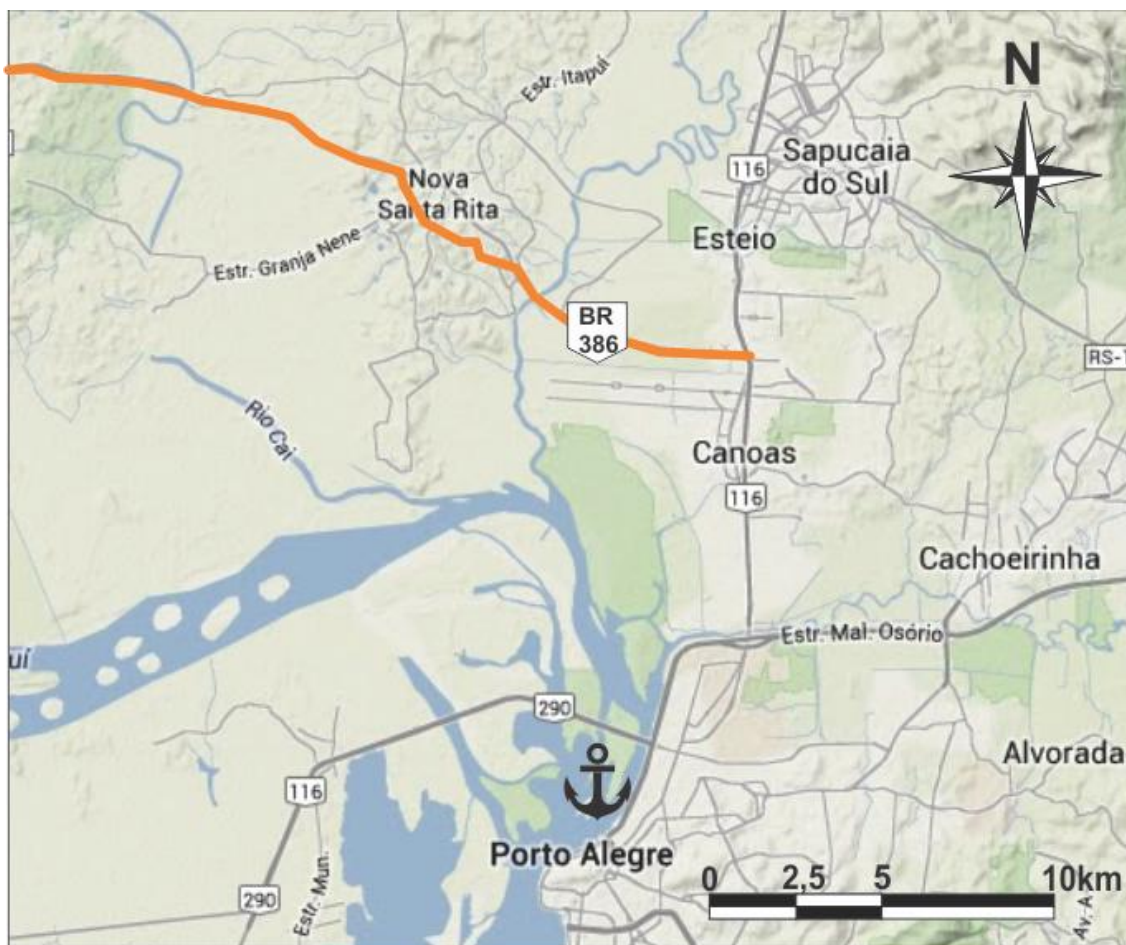 N
Estr. Itapuí
116
Sapucaia
do Sul
Nova
Santa Rita
Esteio
Estr. Granja Nene
BR
386
RS-1
Rio Caí
Canoas
116
Cachoeirinha
Estr. Mal. Osório
uí
290
Alvorada
116
Porto Alegre
0 2,5 5 10km
290
Estr. Mun.
Av. A